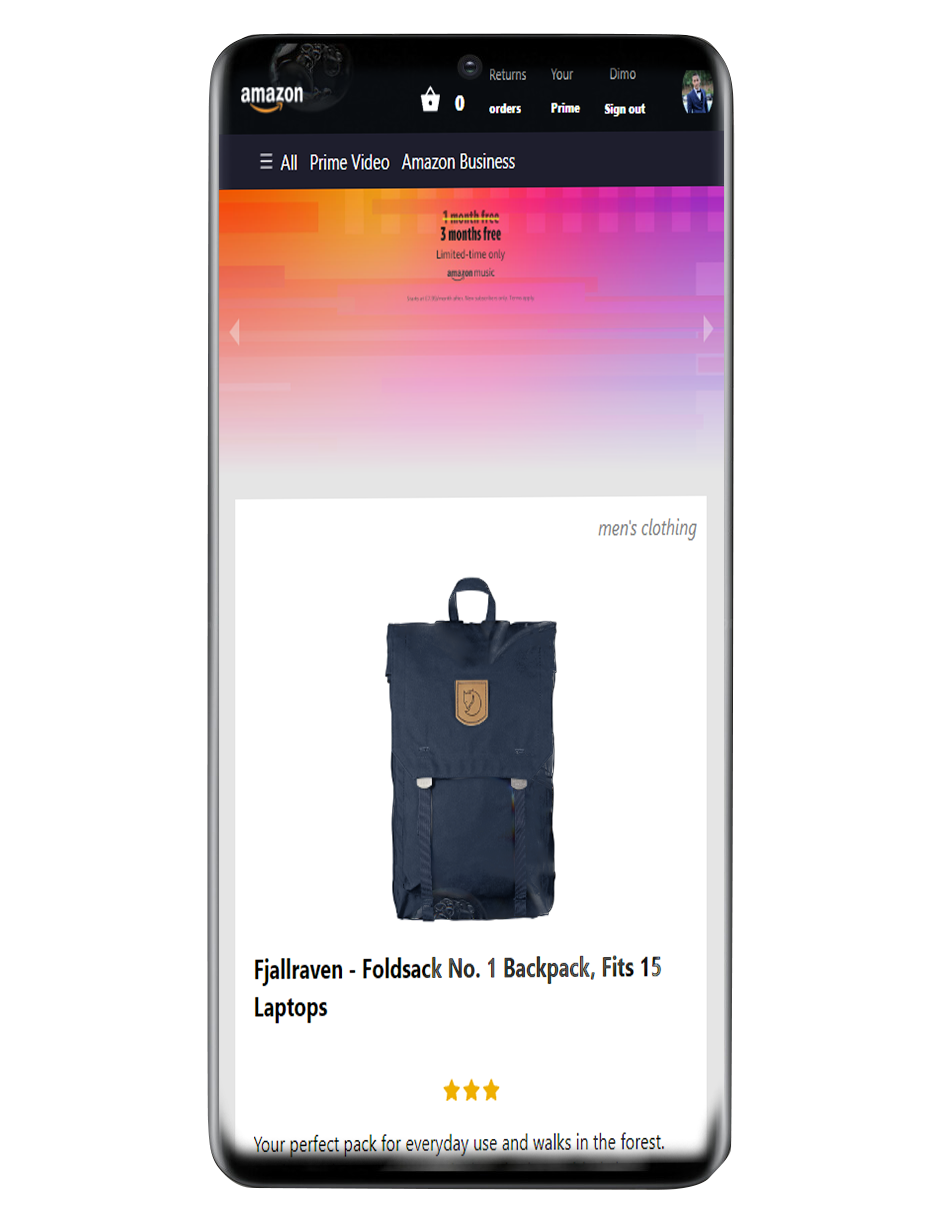 amazon
0
Returns
orders
Your
Prime
Dimo
Sign out
All Prime Video Amazon Business
1 month free
3 months free
Limited-time only
amazon music
men's clothing
Fjallraven - Foldsack No. 1 Backpack, Fits 15
Laptops
Your perfect pack for everyday use and walks in the forest.